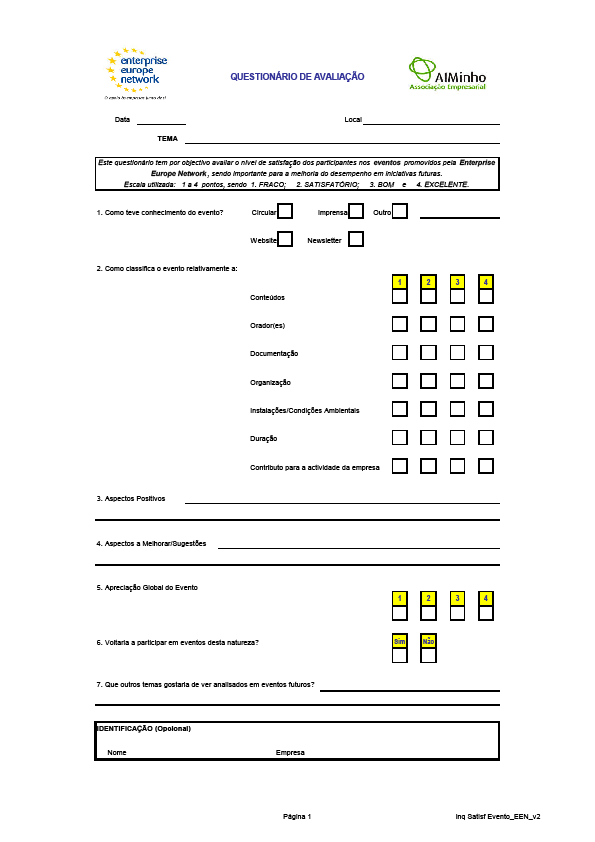 enterprise
europe
network
O apoio às empresas junto de si
QUESTIONÁRIO DE AVALIAÇÃO
AIMinho
Associação Empresarial
Data Local
TEMA
Este questionário tem por objectivo avaliar o nível de satisfação dos participantes nos eventos promovidos pela Enterprise
Europe Network, sendo importante para a melhoria do desempenho em iniciativas futuras.
Escala utilizada: 1 a 4 pontos, sendo 1. FRACO; 2. SATISFATÓRIO; 3. BOM e 4. EXCELENTE.
1. Como teve conhecimento do evento? Circular Imprensa Outro
Website Newsletter
2. Como classifica o evento relativamente a:
1 2 3 4
Conteúdos
Orador(es)
Documentação
Organização
Instalações/Condições Ambientais
Duração
Contributo para a actividade da empresa
3. Aspectos Positivos
4. Aspectos a Melhorar/Sugestões
5. Apreciação Global do Evento
1 2 3 4
6. Voltaria a participar em eventos desta natureza? Sim Não
7. Que outros temas gostaria de ver analisados em eventos futuros?
IDENTIFICAÇÃO (Opcional)
Nome Empresa
Página 1 Inq Satisf Evento_EEN_v2